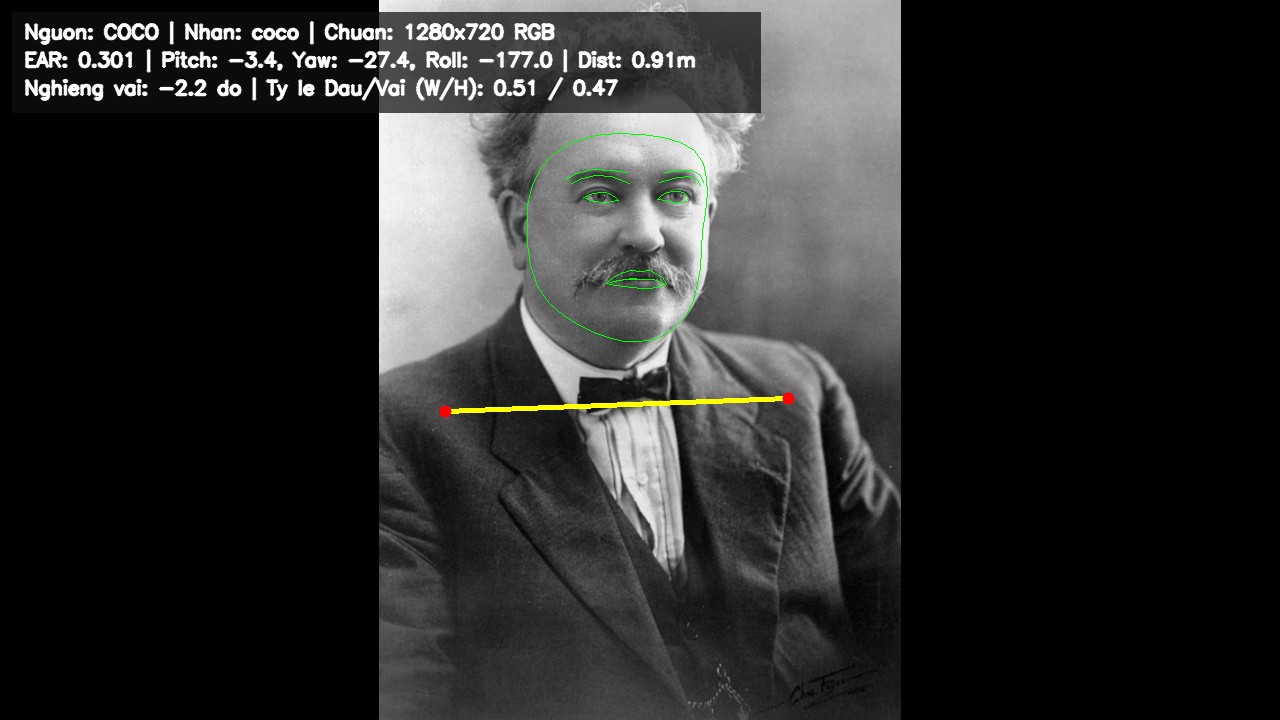 Nguon: COCO | Nhan: coco | Chuan: 1280x720 RGB
EAR: 0.301 | Pitch: -3.4, Yaw: -27.4, Roll: -177.0 | Dist: 0.91m
Nghieng vai: -2.2 do | Ty le Dau/Vai (W/H): 0.51 / 0.47